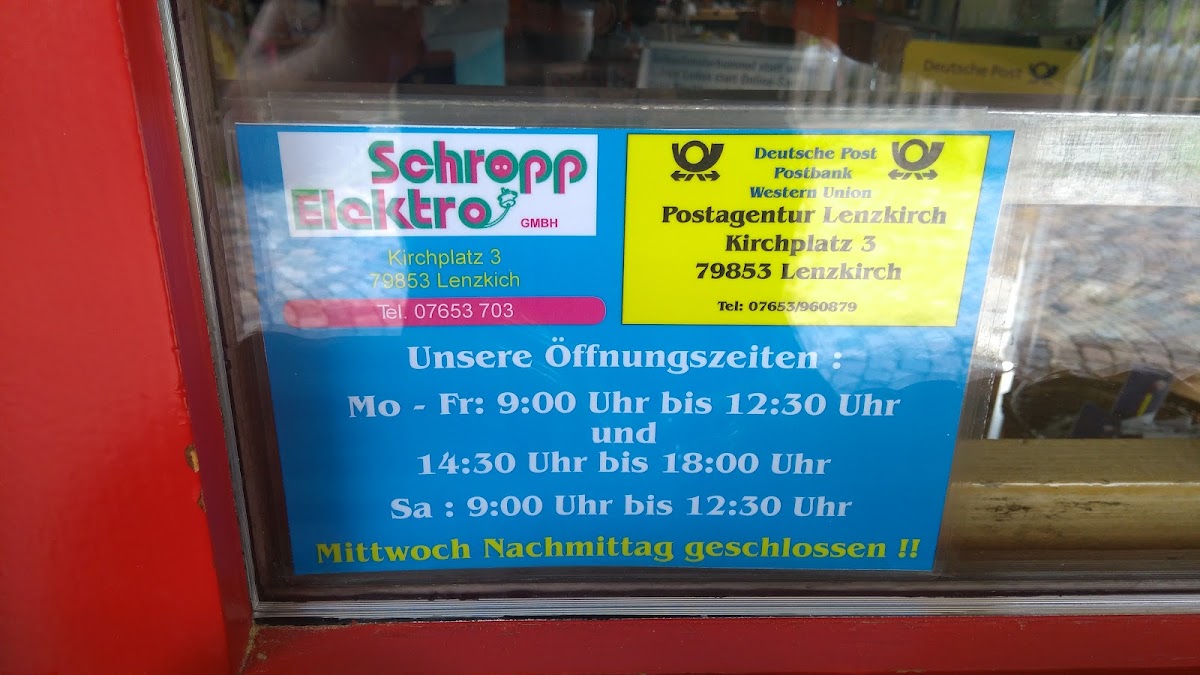 Deutsche Post
Schropp
Elektro
GMBH
Kirchplatz 3
79853 Lenzkich
Tel. 07653 703
Deutsche Post
Postbank
Western Union
Postagentur Lenzkirch
Kirchplatz 3
79853 Lenzkirch
Tel: 07653/960879
Unsere Öffnungszeiten :
Mo - Fr: 9:00 Uhr bis 12:30 Uhr
und
14:30 Uhr bis 18:00 Uhr
Sa : 9:00 Uhr bis 12:30 Uhr
Mittwoch Nachmittag geschlossen !!